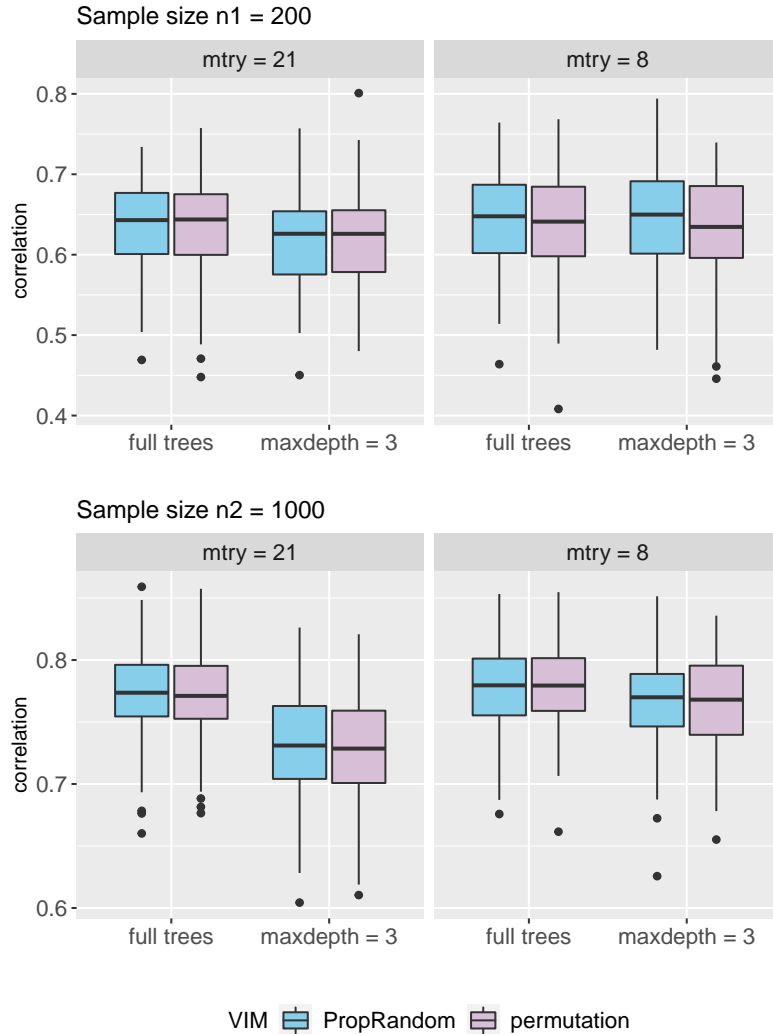 Sample size n1 = 200
mtry = 21
mtry = 8
0.8
0.7
0.6
0.5
0.4
correlation
full trees
maxdepth = 3
full trees
maxdepth = 3
Sample size n2 = 1000
mtry = 21
mtry = 8
0.8
0.7
0.6
correlation
full trees
maxdepth = 3
full trees
maxdepth = 3
VIM PropRandom permutation